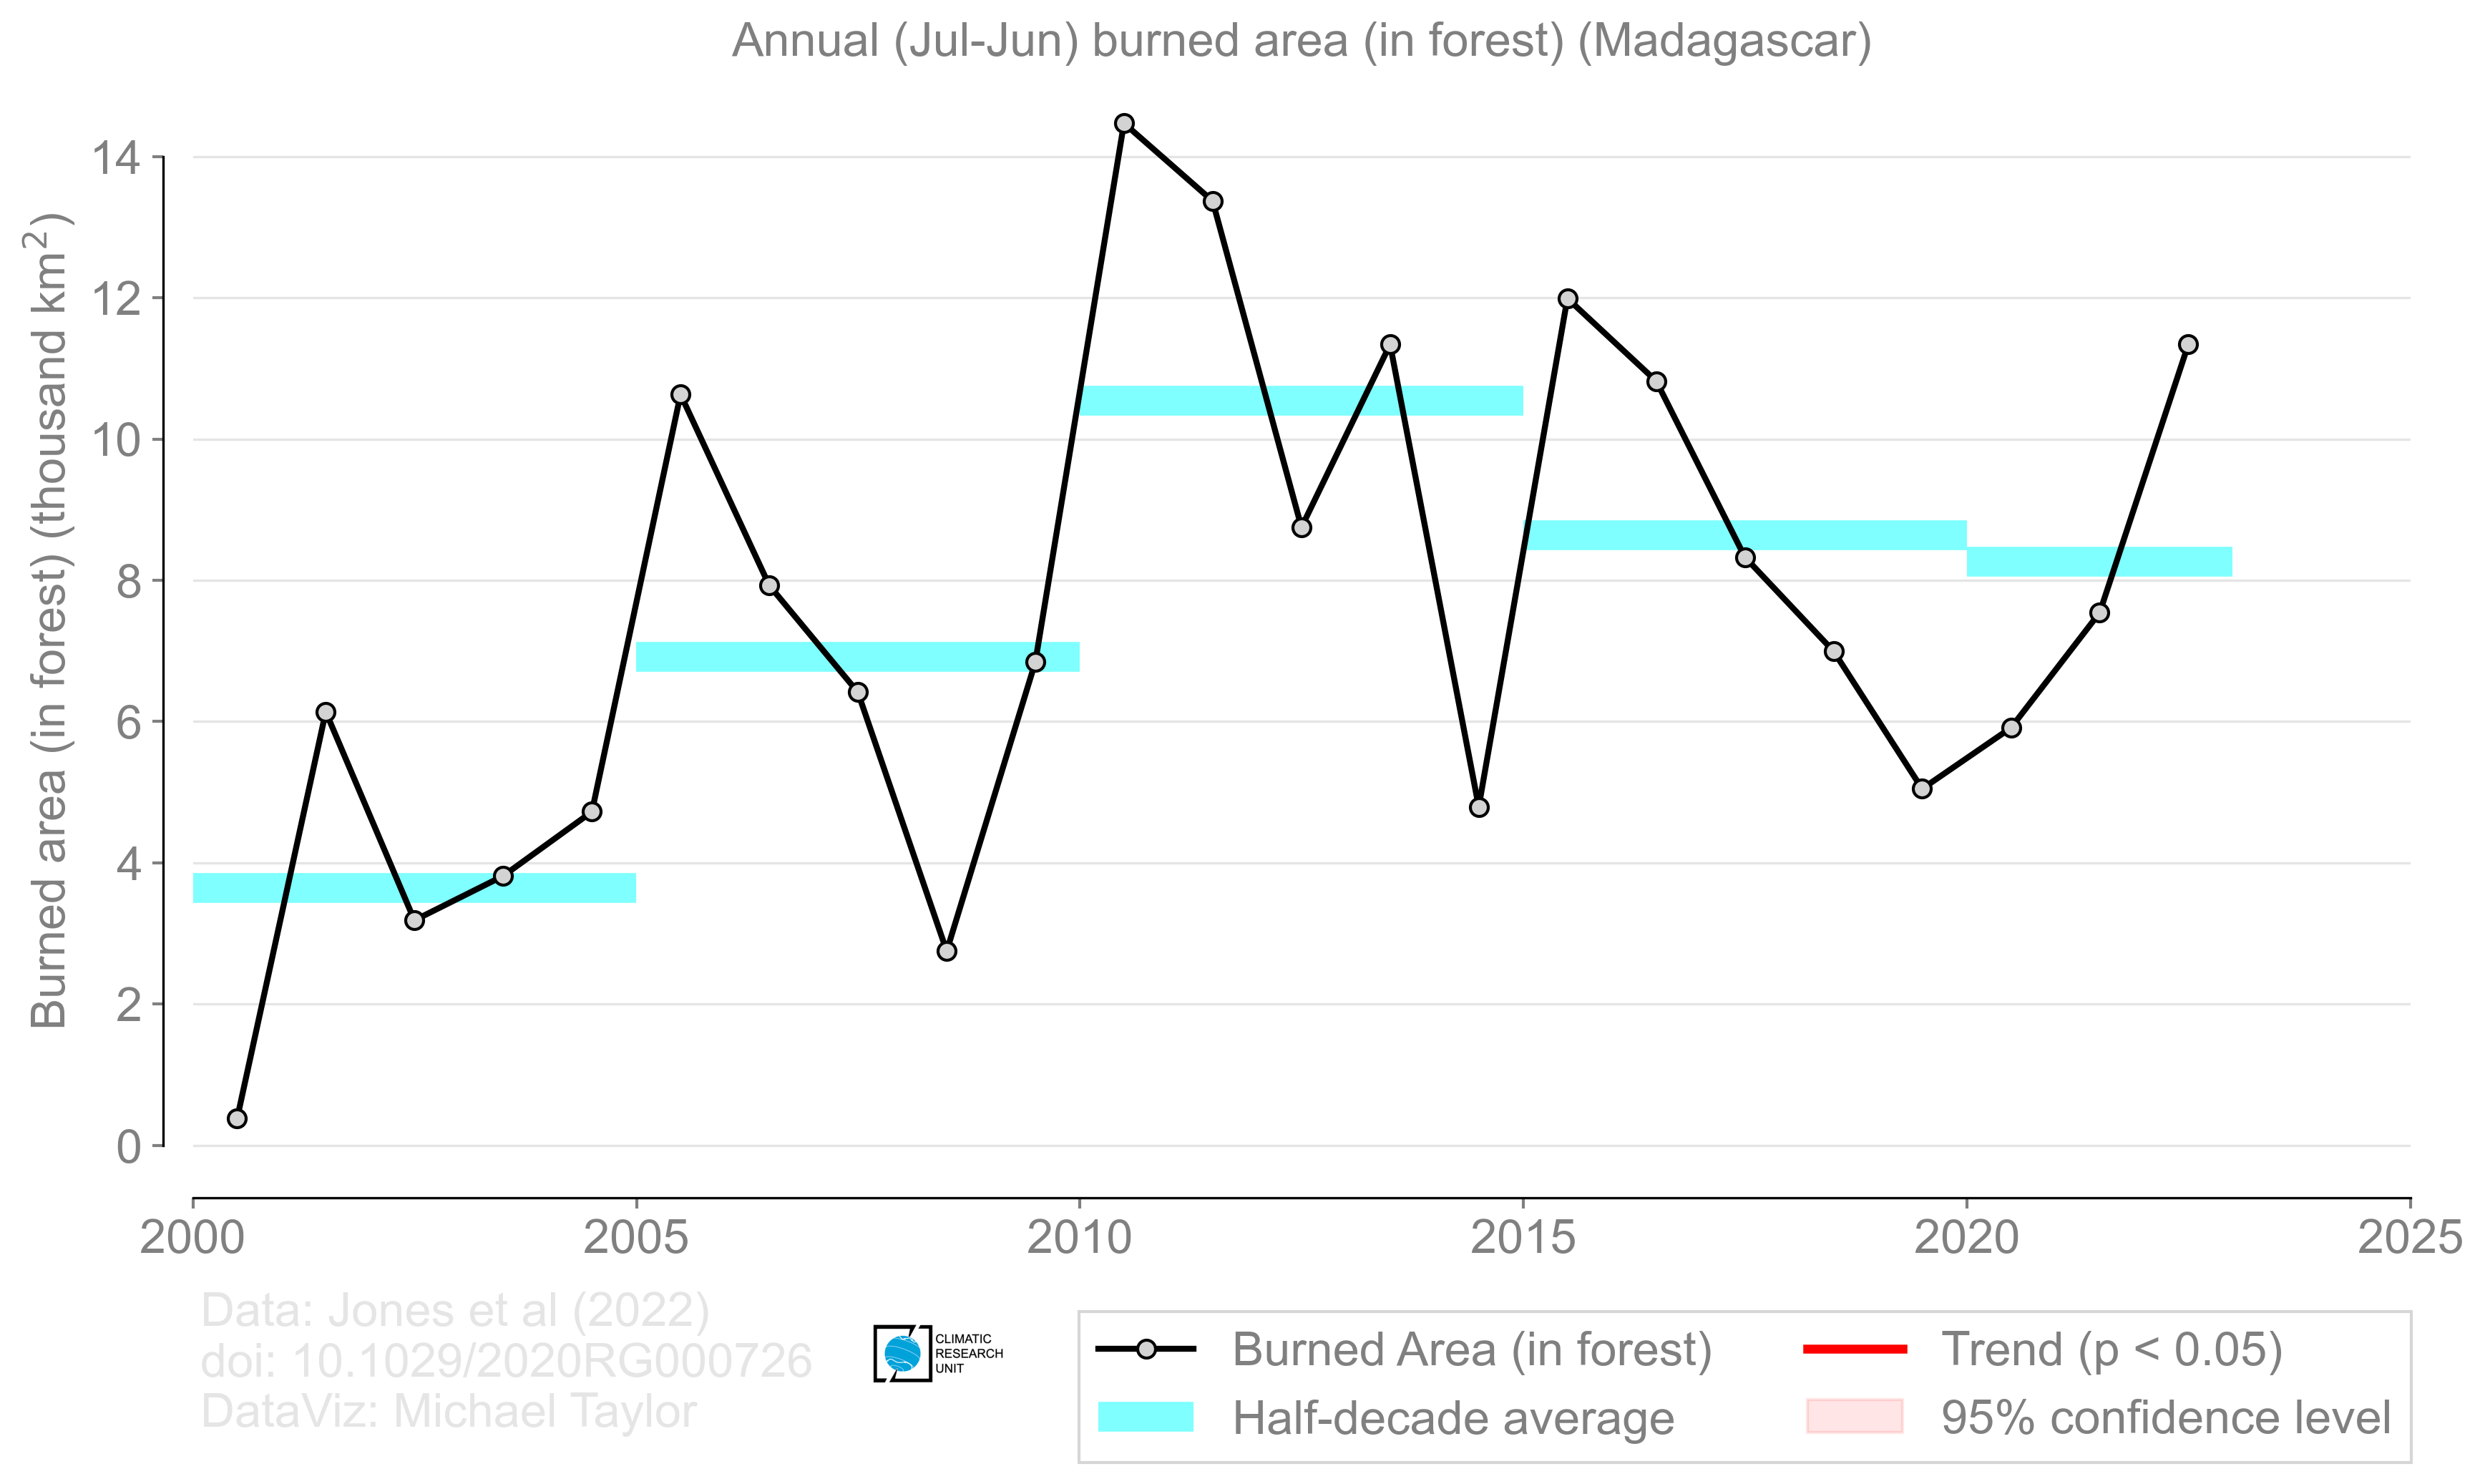 Annual (Jul-Jun) burned area (in forest) (Madagascar)
Burned area (in forest) (thousand km²)
14
12
10
8
6
4
2
0
2000 2005 2010 2015 2020 2025
Data: Jones et al (2022)
doi: 10.1029/2020RG000726
DataViz: Michael Taylor
CLIMATIC
RESEARCH
UNIT
Burned Area (in forest)
Half-decade average
Trend (p < 0.05)
95% confidence level